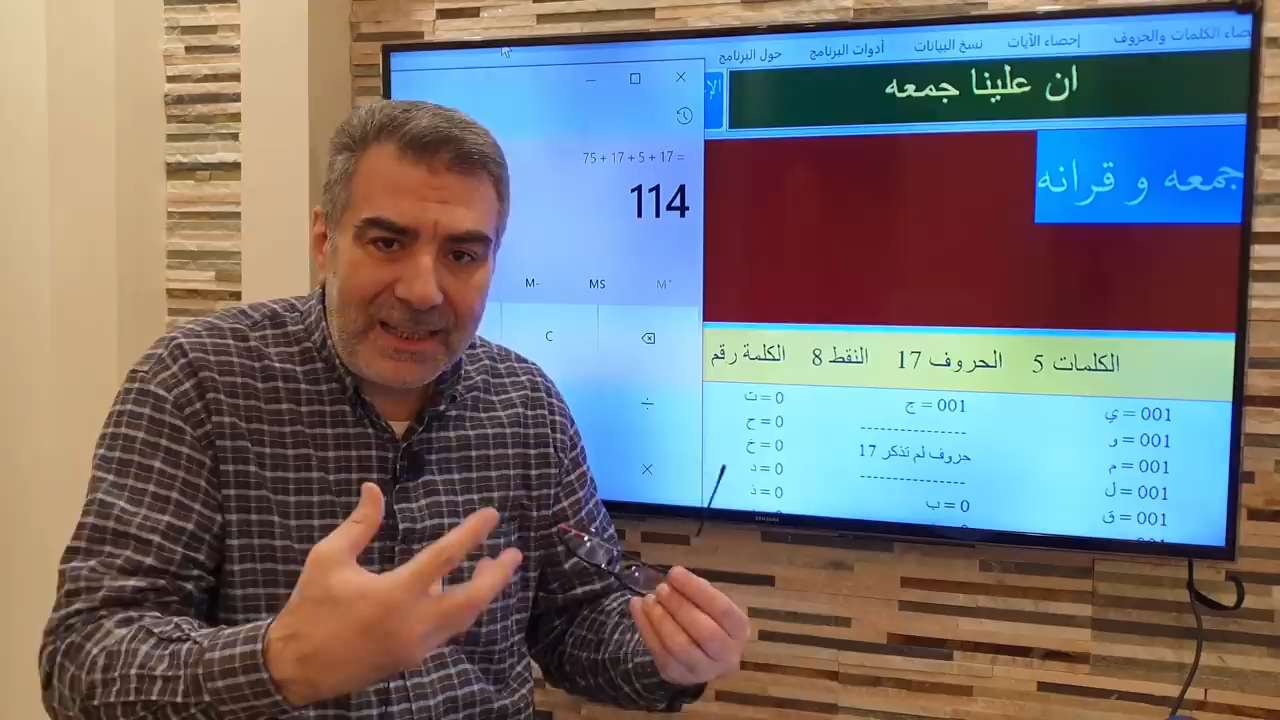 إحصاء الكلمات والحروف إحصاء الآيات نسخ البيانات أدوات البرنامج حول البرنامج
ان علينا جمعه
جمعه و قرانه
75 + 17 + 5 + 17 =
114
M-
MS
C
÷
×
الكلمات 5 الحروف 17 النقط 8 الكلمة رقم
001 = ي
001 = و
001 = م
001 = ل
001 = ق
001 = ج
----------------
حروف لم تذكر 17
----------------
0 = ب
0 = ت
0 = ح
0 = خ
0 = د
0 = ذ
SAMSUNG